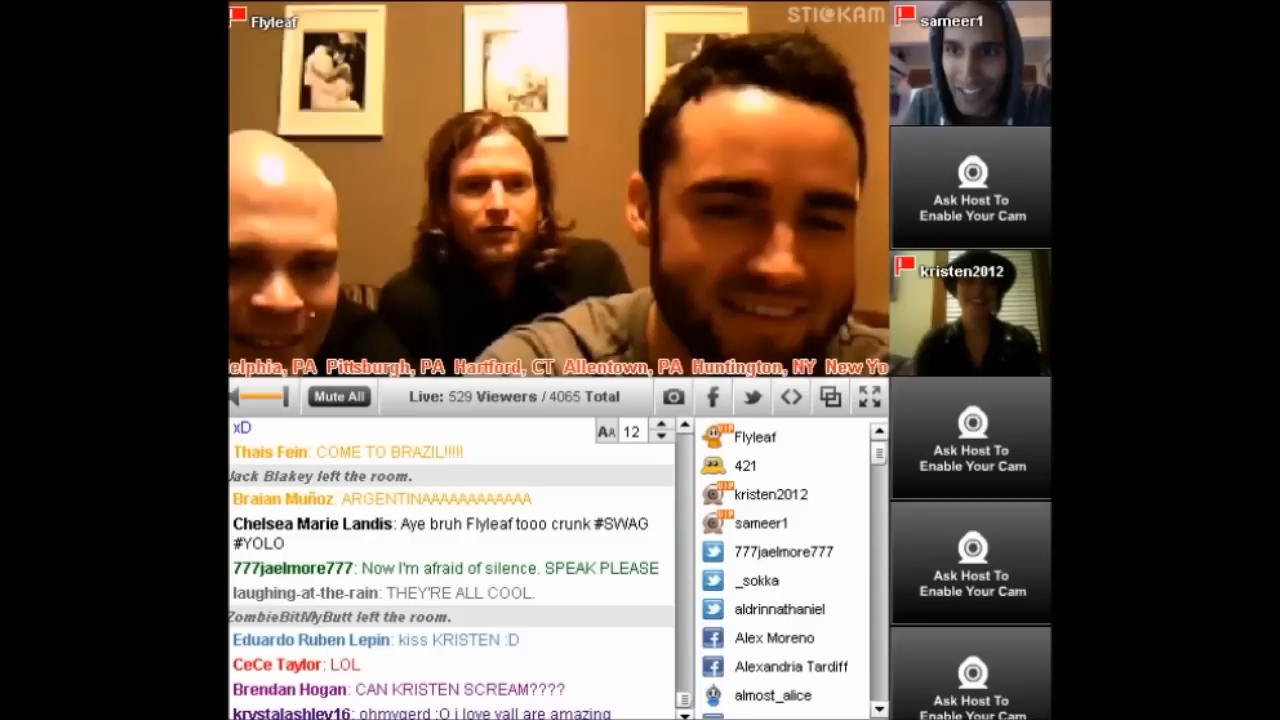 Flyleaf
STICKAM
sameer1
Ask Host To
Enable Your Cam
kristen2012
elphia, PA Pittsburgh, PA Hartford, CT Allentown, PA Huntington, NY New Yo
Mute All
Live: 529 Viewers / 4065 Total
xD
AA 12
Thais Fein: COME TO BRAZIL!!!!!
Jack Blakey left the room.
Braian Muñoz: ARGENTINAAAAAAAAAAAA
Chelsea Marie Landis: Aye bruh Flyleaf tooo crunk #SWAG
#YOLO
777jaelmore777: Now I'm afraid of silence. SPEAK PLEASE
laughing-at-the-rain: THEY'RE ALL COOL.
ZombieBitMyButt left the room.
Eduardo Ruben Lepin: kiss KRISTEN :D
CeCe Taylor: LOL
Brendan Hogan: CAN KRISTEN SCREAM????
krystalashley16: ohmygerd :O i love yall are amazing
VIP Flyleaf
421
VIP kristen2012
VIP sameer1
777jaelmore777
_sokka
aldrinnathaniel
Alex Moreno
Alexandria Tardiff
almost_alice
Ask Host To
Enable Your Cam
Ask Host To
Enable Your Cam
Ask Host To
Enable Your Cam